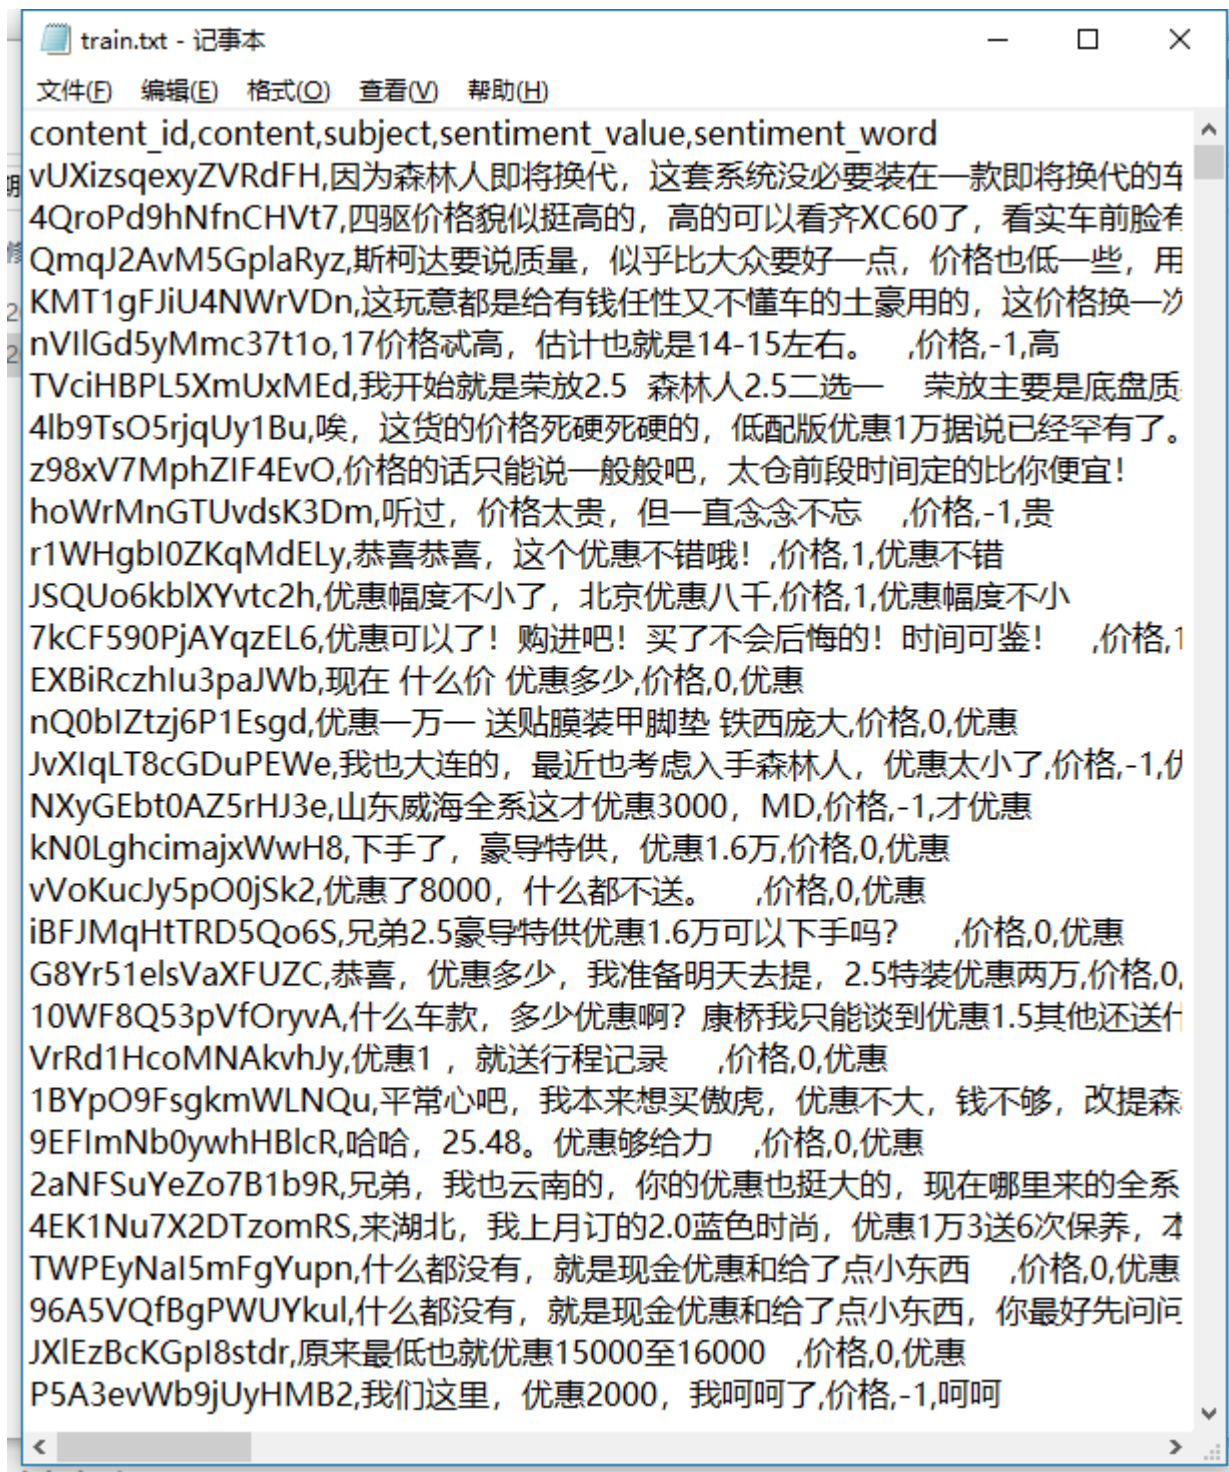 train.txt - 记事本
文件(F) 编辑(E) 格式(O) 查看(V) 帮助(H)
content_id,content,subject,sentiment_value,sentiment_word
vUXizsqexyZVRdFH,因为森林人即将换代，这套系统没必要装在一款即将换代的车
4QroPd9hNfnCHVt7,四驱价格貌似挺高的，高的可以看齐XC60了，看实车前脸有
QmqJ2AvM5GplaRyz,斯柯达要说质量，似乎比大众要好一点，价格也低一些，用
KMT1gFJiU4NWrVDn,这玩意都是给有钱任性又不懂车的土豪用的，这价格换一次
nVIlGd5yMmc37t1o,17价格忒高，估计也就是14-15左右。 ,价格,-1,高
TVciHBPL5XmUxMEd,我开始就是荣放2.5 森林人2.5二选一 荣放主要是底盘质
4lb9TsO5rjqUy1Bu,唉，这货的价格死硬死硬的，低配版优惠1万据说已经罕有了。
z98xV7MphZIF4EvO,价格的话只能说一般般吧，太仓前段时间定的比你便宜！
hoWrMnGTUvdsK3Dm,听过，价格太贵，但一直念念不忘 ,价格,-1,贵
r1WHgbI0ZKqMdELy,恭喜恭喜，这个优惠不错哦！,价格,1,优惠不错
JSQUo6kblXYvtc2h,优惠幅度不小了，北京优惠八千,价格,1,优惠幅度不小
7kCF590PjAYqzEL6,优惠可以了！购进吧！买了不会后悔的！时间可鉴！ ,价格,1
EXBiRczhIu3paJWb,现在 什么价 优惠多少,价格,0,优惠
nQ0bIZtzj6P1Esgd,优惠一万一 送贴膜装甲脚垫 铁西庞大,价格,0,优惠
JvXIqLT8cGDuPEWe,我也大连的，最近也考虑入手森林人，优惠太小了,价格,-1,优
NXyGEbt0AZ5rHJ3e,山东威海全系这才优惠3000，MD,价格,-1,才优惠
kN0LghcimajxWwH8,下手了，豪导特供，优惠1.6万,价格,0,优惠
vVoKucJy5pO0jSk2,优惠了8000，什么都不送。 ,价格,0,优惠
iBFJMqHtTRD5Qo6S,兄弟2.5豪导特供优惠1.6万可以下手吗？ ,价格,0,优惠
G8Yr51elsVaXFUZC,恭喜，优惠多少，我准备明天去提，2.5特装优惠两万,价格,0,
10WF8Q53pVfOryvA,什么车款，多少优惠啊？康桥我只能谈到优惠1.5其他还送什
VrRd1HcoMNAkvhJy,优惠1 ，就送行程记录 ,价格,0,优惠
1BYpO9FsgkmWLNQu,平常心吧，我本来想买傲虎，优惠不大，钱不够，改提森
9EFImNb0ywhHBlcR,哈哈，25.48。优惠够给力 ,价格,0,优惠
2aNFSuYeZo7B1b9R,兄弟，我也云南的，你的优惠也挺大的，现在哪里来的全系
4EK1Nu7X2DTzomRS,来湖北，我上月订的2.0蓝色时尚，优惠1万3送6次保养，才
TWPEyNaI5mFgYupn,什么都没有，就是现金优惠和给了点小东西 ,价格,0,优惠
96A5VQfBgPWUYkul,什么都没有，就是现金优惠和给了点小东西，你最好先问问
JXlEzBcKGpI8stdr,原来最低也就优惠15000至16000 ,价格,0,优惠
P5A3evWb9jUyHMB2,我们这里，优惠2000，我呵呵了,价格,-1,呵呵